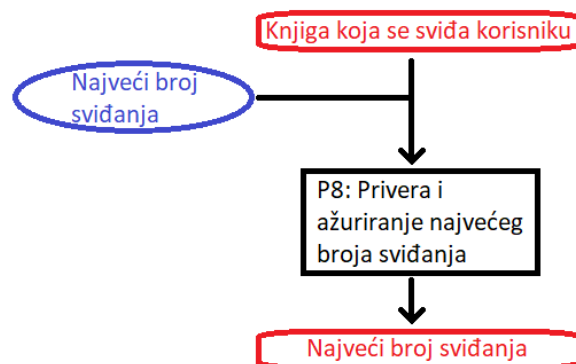 Knjiga koja se sviđa korisniku
Najveći broj
sviđanja
P8: Privera i
ažuriranje najvećeg
broja sviđanja
Najveći broj sviđanja